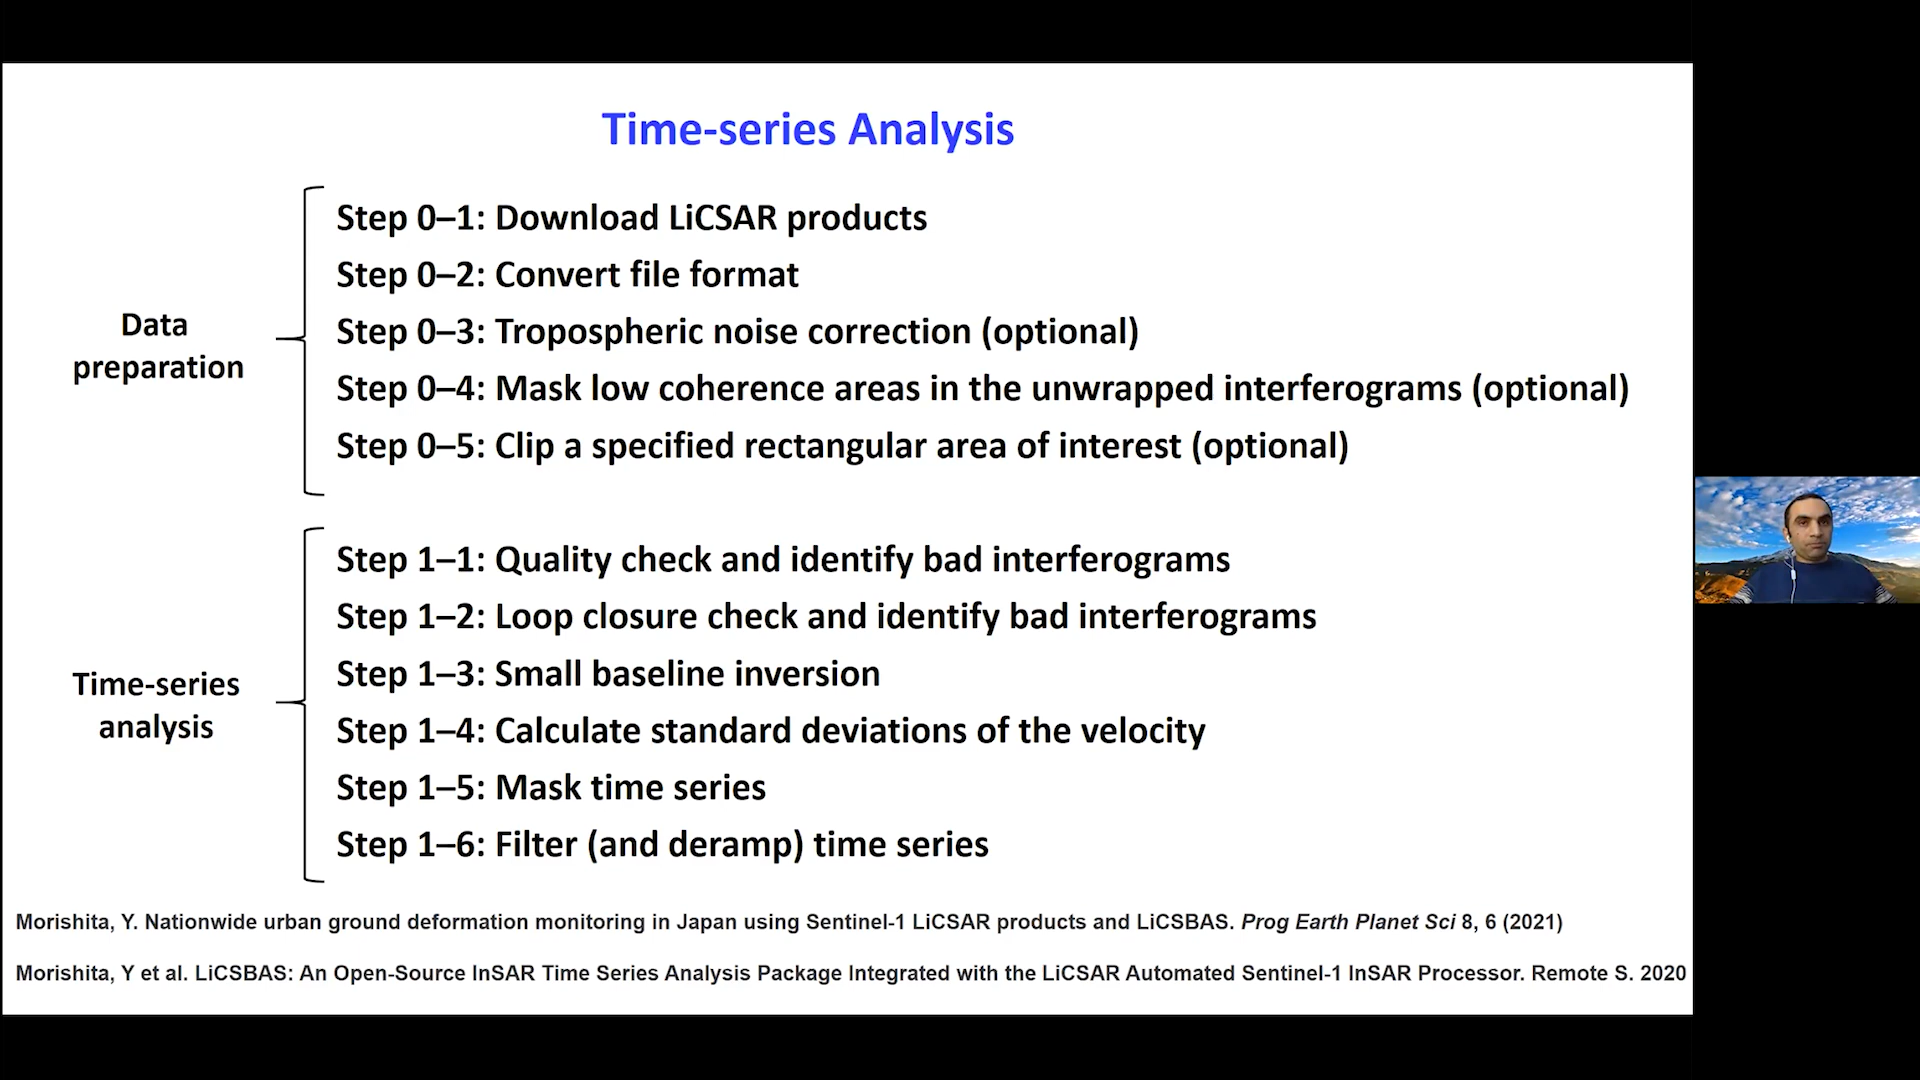 Time-series Analysis
Data
preparation
Step 0–1: Download LiCSAR products
Step 0–2: Convert file format
Step 0–3: Tropospheric noise correction (optional)
Step 0–4: Mask low coherence areas in the unwrapped interferograms (optional)
Step 0–5: Clip a specified rectangular area of interest (optional)
Time-series
analysis
Step 1–1: Quality check and identify bad interferograms
Step 1–2: Loop closure check and identify bad interferograms
Step 1–3: Small baseline inversion
Step 1–4: Calculate standard deviations of the velocity
Step 1–5: Mask time series
Step 1–6: Filter (and deramp) time series
Morishita, Y. Nationwide urban ground deformation monitoring in Japan using Sentinel-1 LiCSAR products and LiCSBAS. Prog Earth Planet Sci 8, 6 (2021)
Morishita, Y et al. LiCSBAS: An Open-Source InSAR Time Series Analysis Package Integrated with the LiCSAR Automated Sentinel-1 InSAR Processor. Remote S. 2020